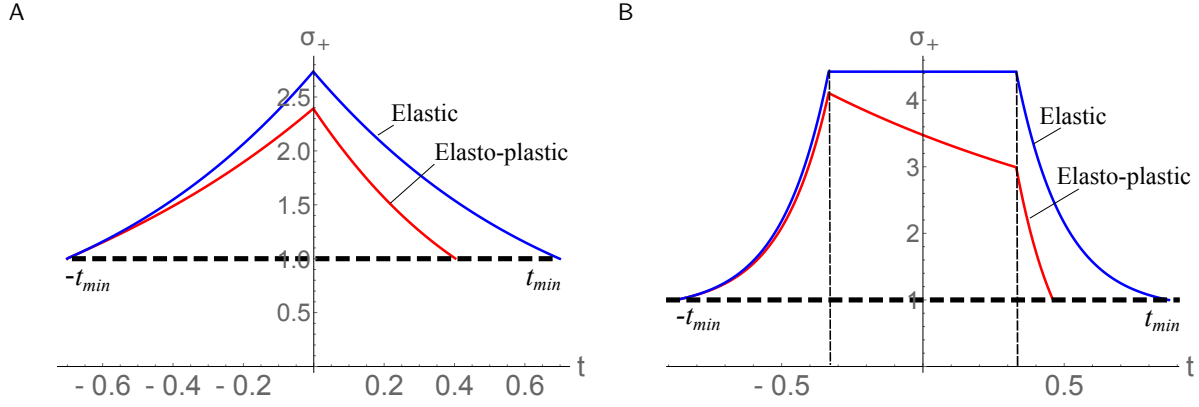 A
σ+
2.5
2.0
1.5
1.0
0.5
Elastic
Elasto-plastic
-tmin
tmin
- 0.6
- 0.4
- 0.2
0.2
0.4
0.6
t
B
σ+
4
3
2
1
Elastic
Elasto-plastic
-tmin
tmin
- 0.5
0.5
t